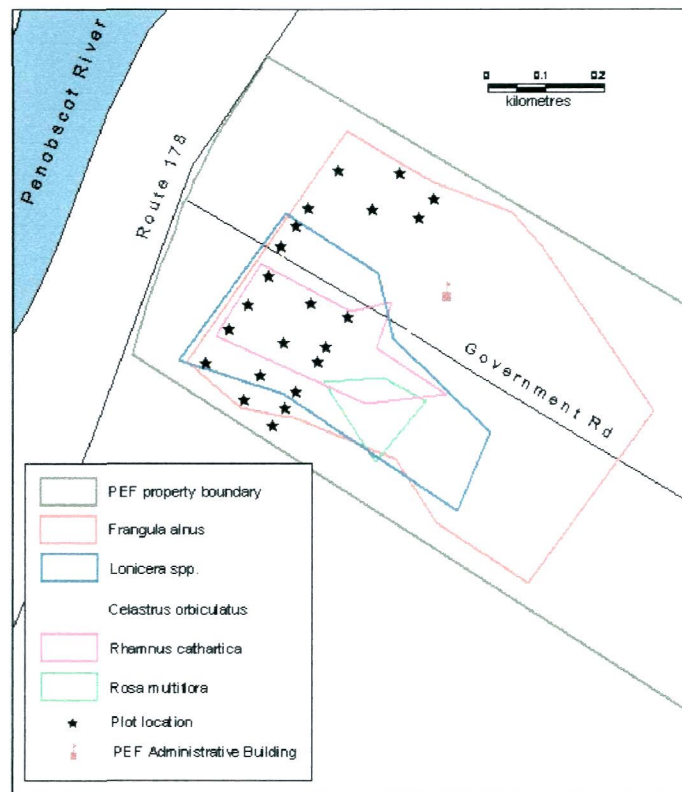 Penobscot River
Route 178
0 0.1 0.2
kilometres
Government Rd
PEF property boundary
Frangula alnus
Lonicera spp.
Celastrus orbiculatus
Rhamnus cathartica
Rosa multiflora
Plot location
PEF Administrative Building